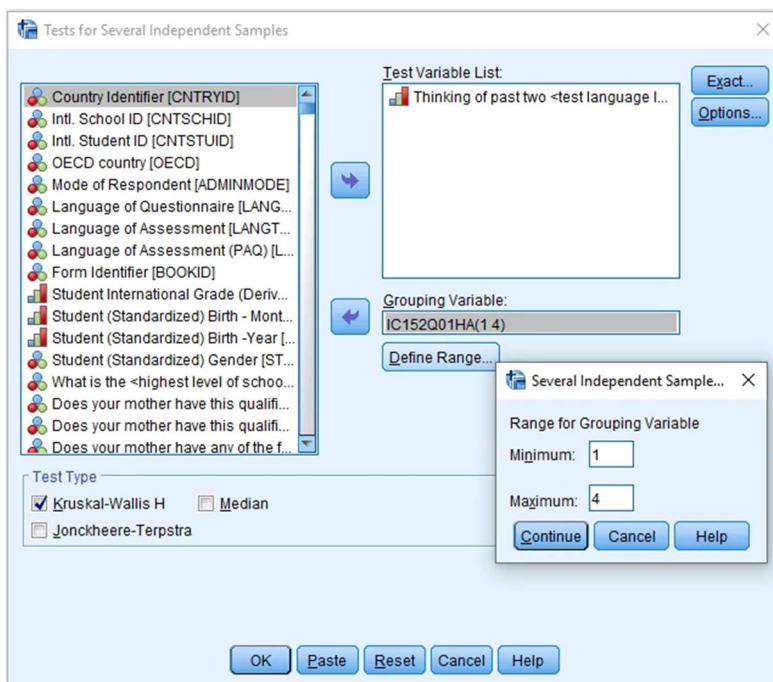 Tests for Several Independent Samples
Country Identifier [CNTRYID]
Intl. School ID [CNTSCHID]
Intl. Student ID [CNTSTUID]
OECD country [OECD]
Mode of Respondent [ADMINMODE]
Language of Questionnaire [LANG...
Language of Assessment [LANGT...
Language of Assessment (PAQ) [L...
Form Identifier [BOOKID]
Student International Grade (Deriv...
Student (Standardized) Birth - Mont...
Student (Standardized) Birth -Year [...
Student (Standardized) Gender [ST...
What is the <highest level of schoo...
Does your mother have this qualifi...
Does your mother have this qualifi...
Does your mother have any of the f...
Test Variable List:
Thinking of past two <test language l...
Exact...
Options...
Grouping Variable:
IC152Q01HA(1 4)
Define Range...
Several Independent Sample...
Range for Grouping Variable
Minimum: 1
Maximum: 4
Continue Cancel Help
Test Type
Kruskal-Wallis H Median
Jonckheere-Terpstra
OK Paste Reset Cancel Help